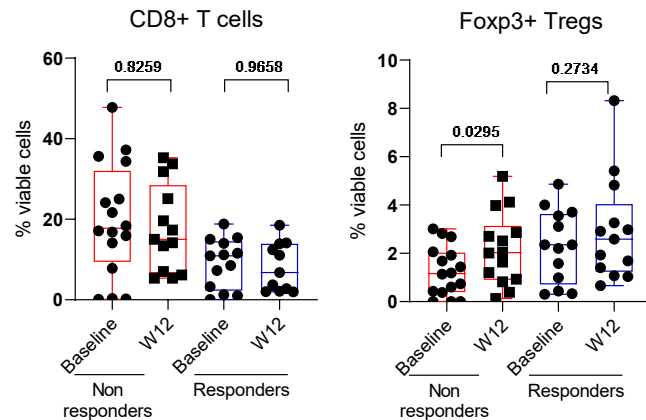 CD8+ T cells
0.8259
0.9658
% viable cells
60
40
20
0
Baseline
W12
Baseline
W12
Non
responders
Responders
Foxp3+ Tregs
0.2734
0.0295
% viable cells
10
8
6
4
2
0
Baseline
W12
Baseline
W12
Non
responders
Responders